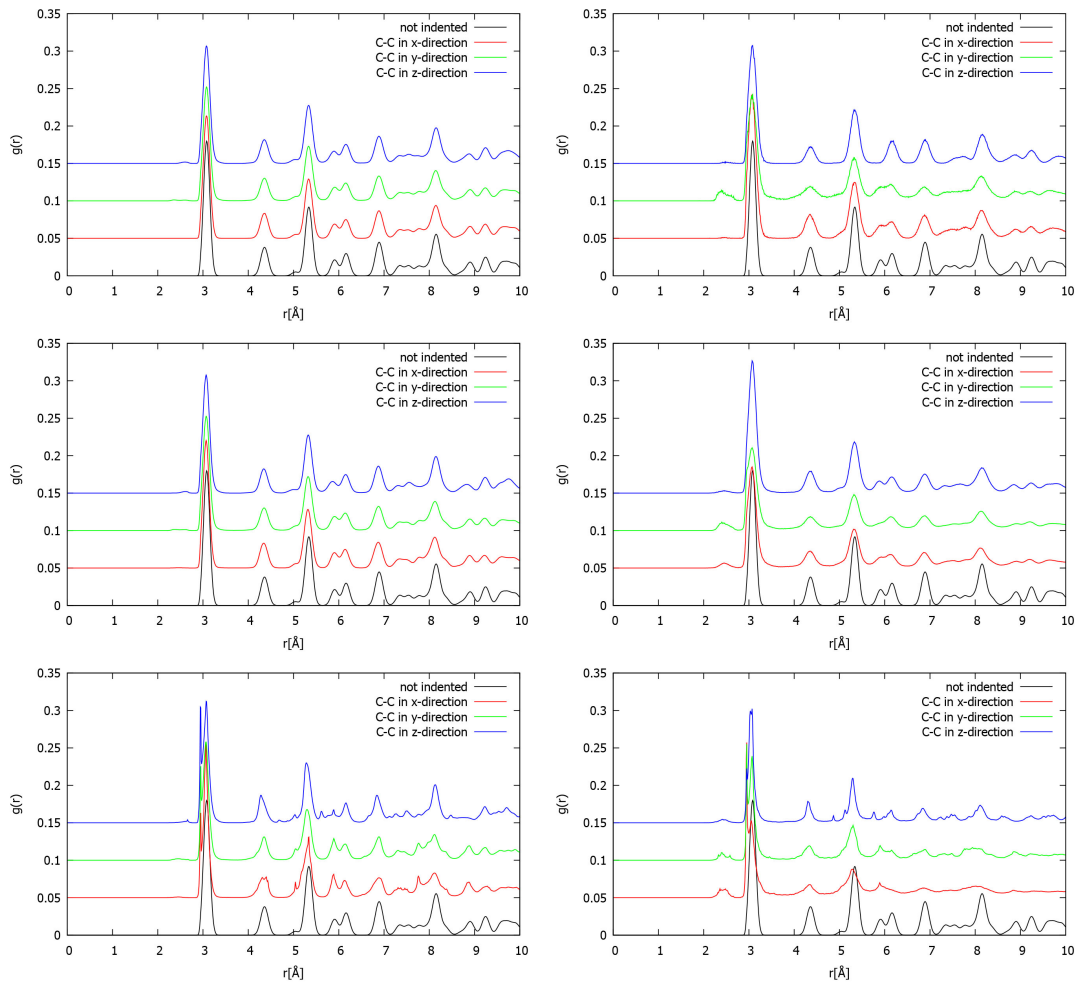 0.35
0.3
0.25
0.2
0.15
0.1
0.05
0
g(r)
not indented
C-C in x-direction
C-C in y-direction
C-C in z-direction
0 1 2 3 4 5 6 7 8 9 10
r[Å]
0.35
0.3
0.25
0.2
0.15
0.1
0.05
0
g(r)
not indented
C-C in x-direction
C-C in y-direction
C-C in z-direction
0 1 2 3 4 5 6 7 8 9 10
r[Å]
0.35
0.3
0.25
0.2
0.15
0.1
0.05
0
g(r)
not indented
C-C in x-direction
C-C in y-direction
C-C in z-direction
0 1 2 3 4 5 6 7 8 9 10
r[Å]
0.35
0.3
0.25
0.2
0.15
0.1
0.05
0
g(r)
not indented
C-C in x-direction
C-C in y-direction
C-C in z-direction
0 1 2 3 4 5 6 7 8 9 10
r[Å]
0.35
0.3
0.25
0.2
0.15
0.1
0.05
0
g(r)
not indented
C-C in x-direction
C-C in y-direction
C-C in z-direction
0 1 2 3 4 5 6 7 8 9 10
r[Å]
0.35
0.3
0.25
0.2
0.15
0.1
0.05
0
g(r)
not indented
C-C in x-direction
C-C in y-direction
C-C in z-direction
0 1 2 3 4 5 6 7 8 9 10
r[Å]